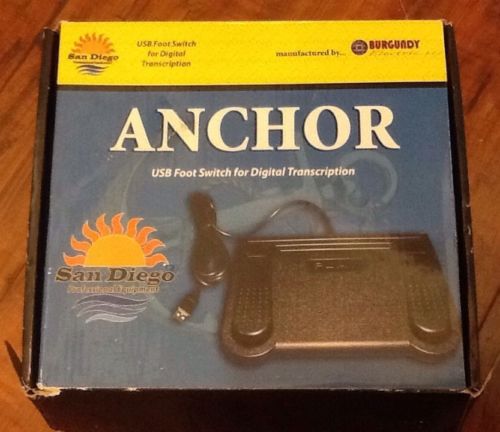 San Diego
USB Foot Switch
for Digital
Transcription
manufactured by...
BURGUNDY
ANCHOR
USB Foot Switch for Digital Transcription
San Diego
Professional Equipment
PLAY